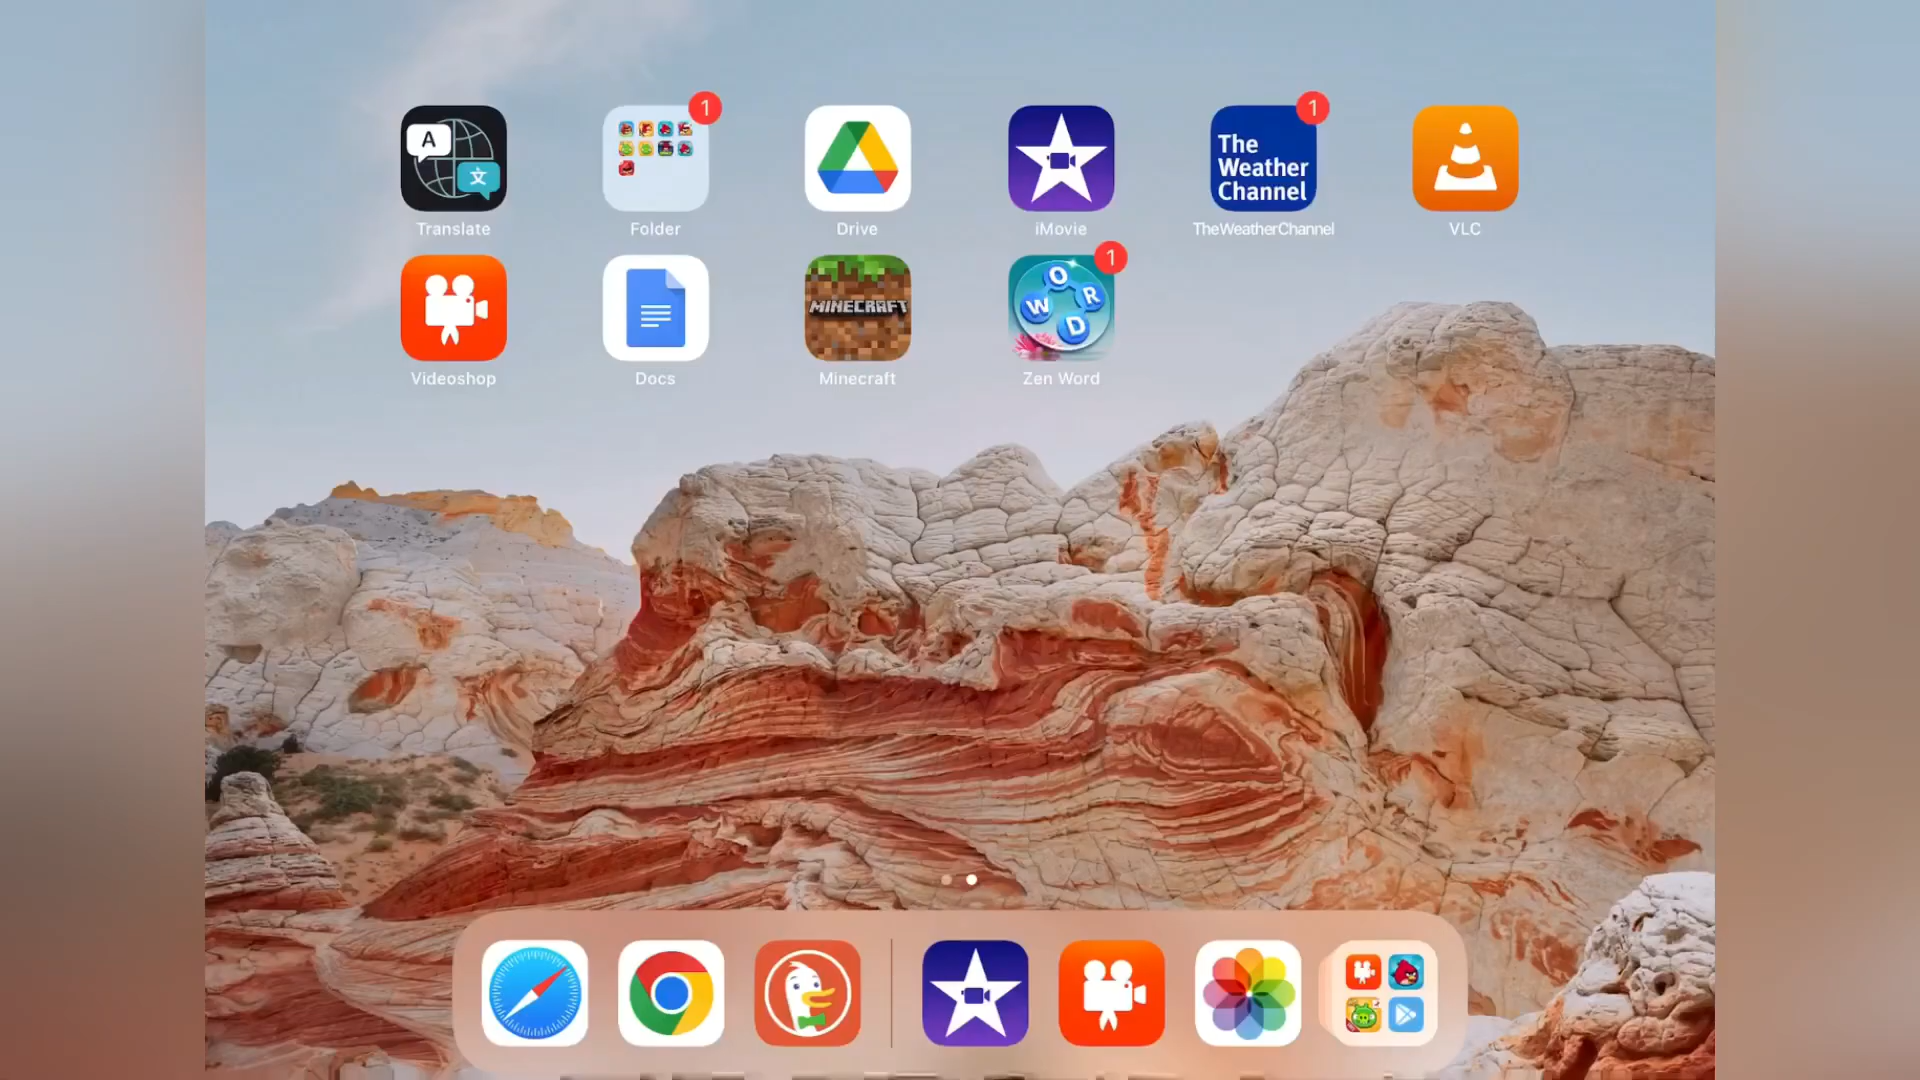 A
文
1
The
Weather
Channel
1
Translate
Folder
Drive
iMovie
TheWeatherChannel
VLC
MINECRAFT
O
W
R
D
1
Videoshop
Docs
Minecraft
Zen Word